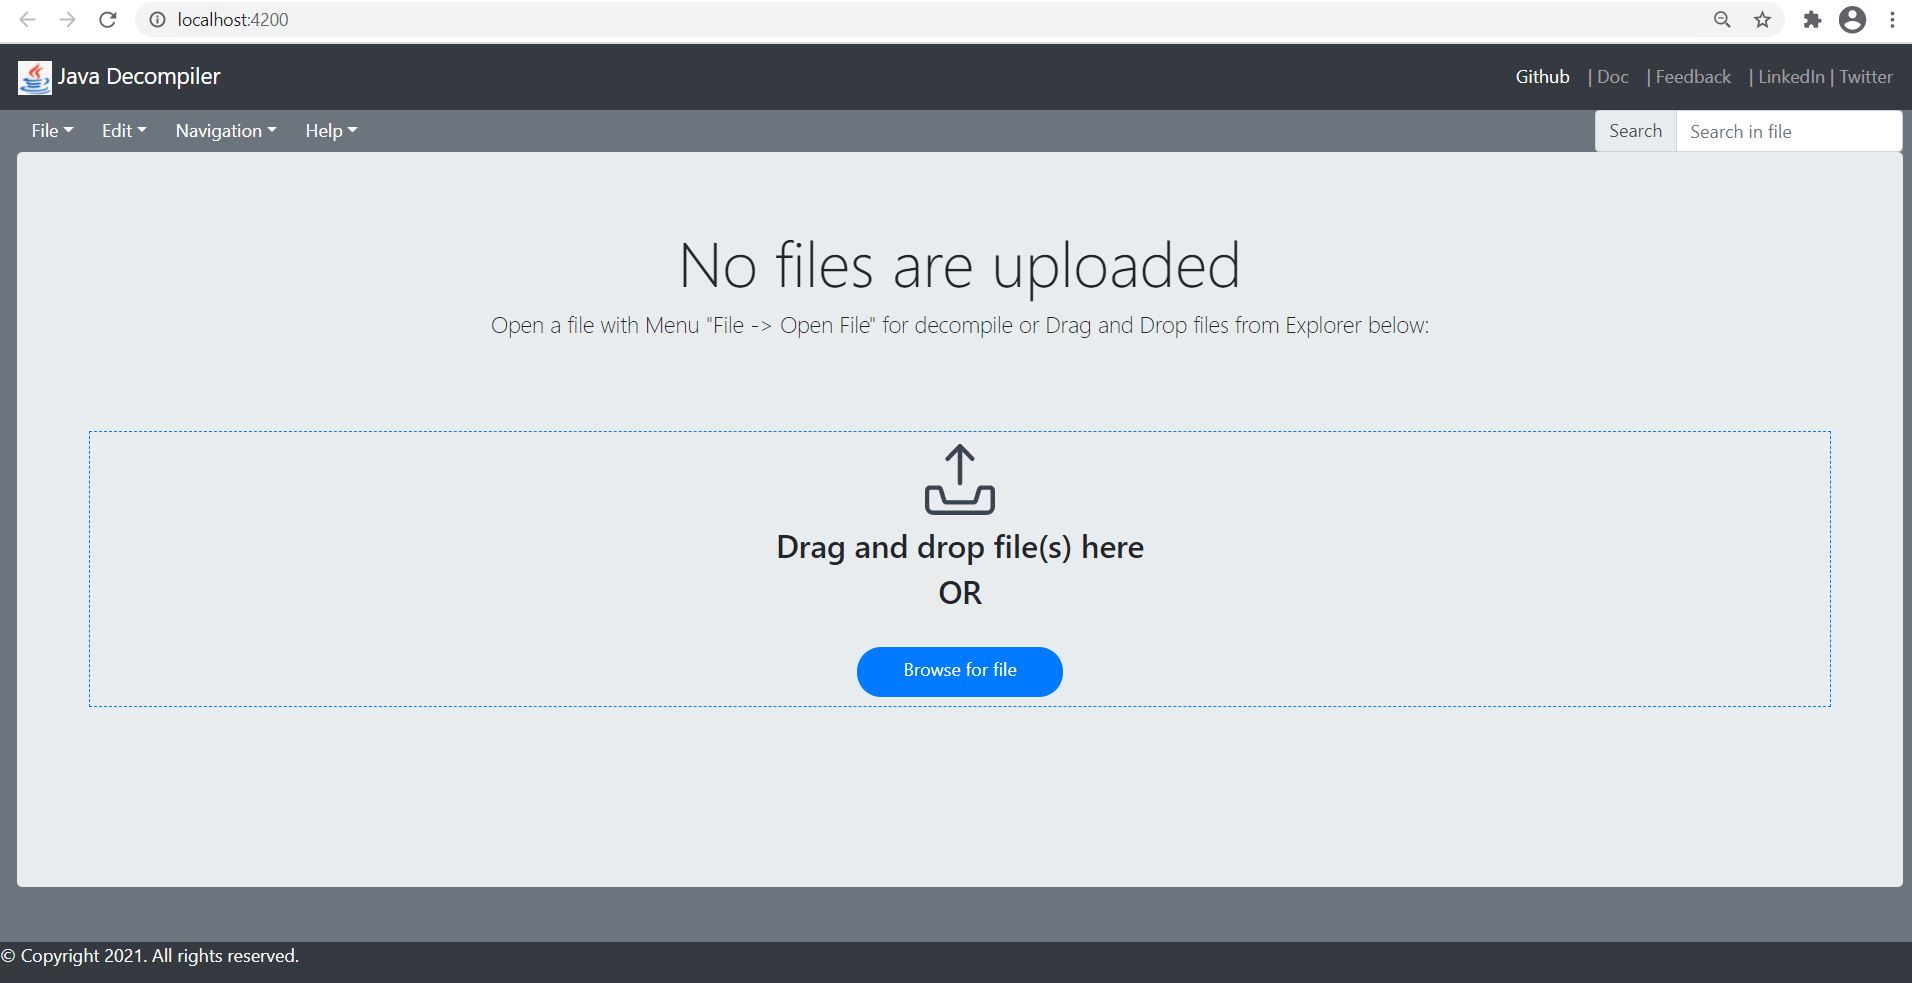 localhost:4200
Java Decompiler
Github | Doc | Feedback | LinkedIn | Twitter
File Edit Navigation Help
Search Search in file
No files are uploaded
Open a file with Menu "File -> Open File" for decompile or Drag and Drop files from Explorer below:
Drag and drop file(s) here
OR
Browse for file
© Copyright 2021. All rights reserved.